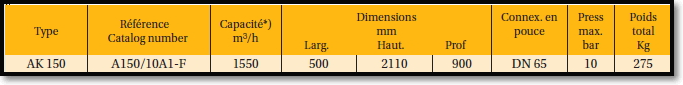 Type
Référence
Catalog number
Capacité*)
m³/h
Dimensions
mm
Larg. Haut. Prof
Connex. en
pouce
Press
max.
bar
Poids
total
Kg
AK 150 A150/10A1-F 1550 500 2110 900 DN 65 10 275